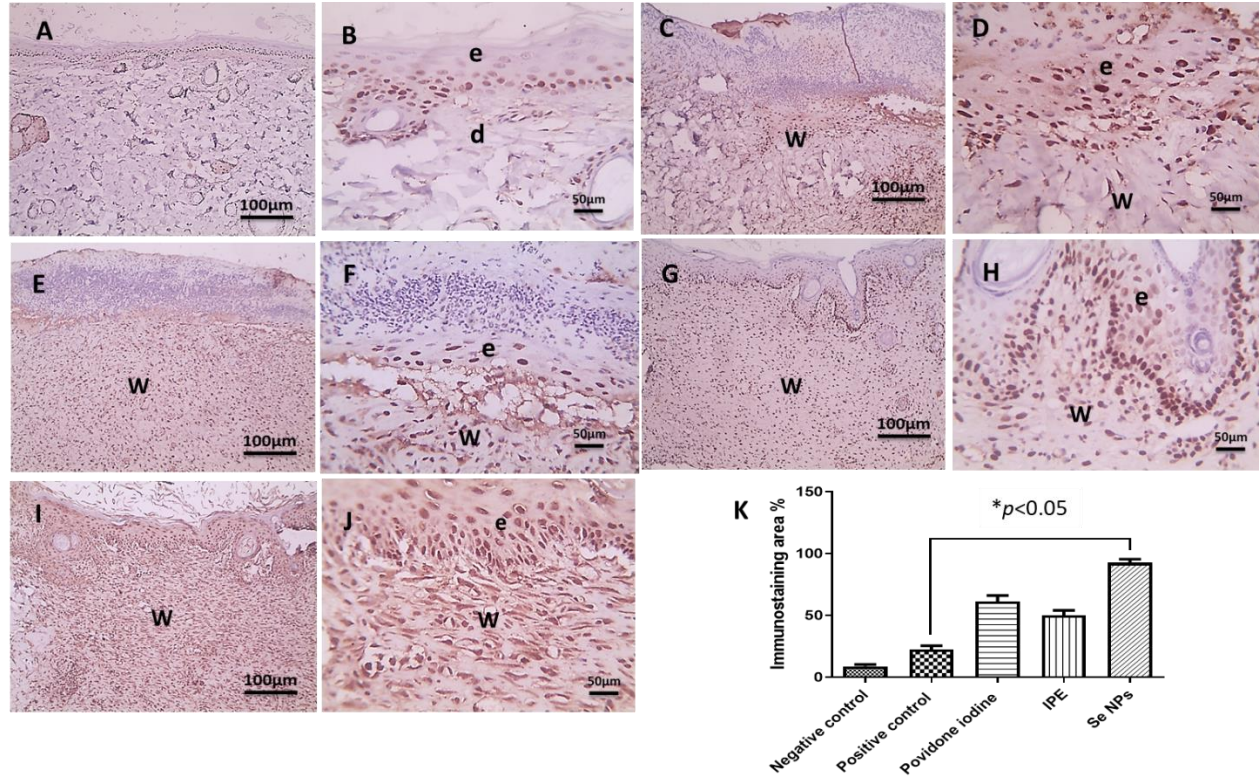 A
100µm
B
e
d
50µm
C
W
100µm
D
e
W
50µm
E
W
100µm
F
e
W
50µm
G
W
100µm
H
e
W
50µm
I
W
100µm
J
e
W
50µm
K
*p<0.05
Immunostaining area %
150
100
50
0
Negative control
Positive control
Povidone iodine
IPE
Se NPs